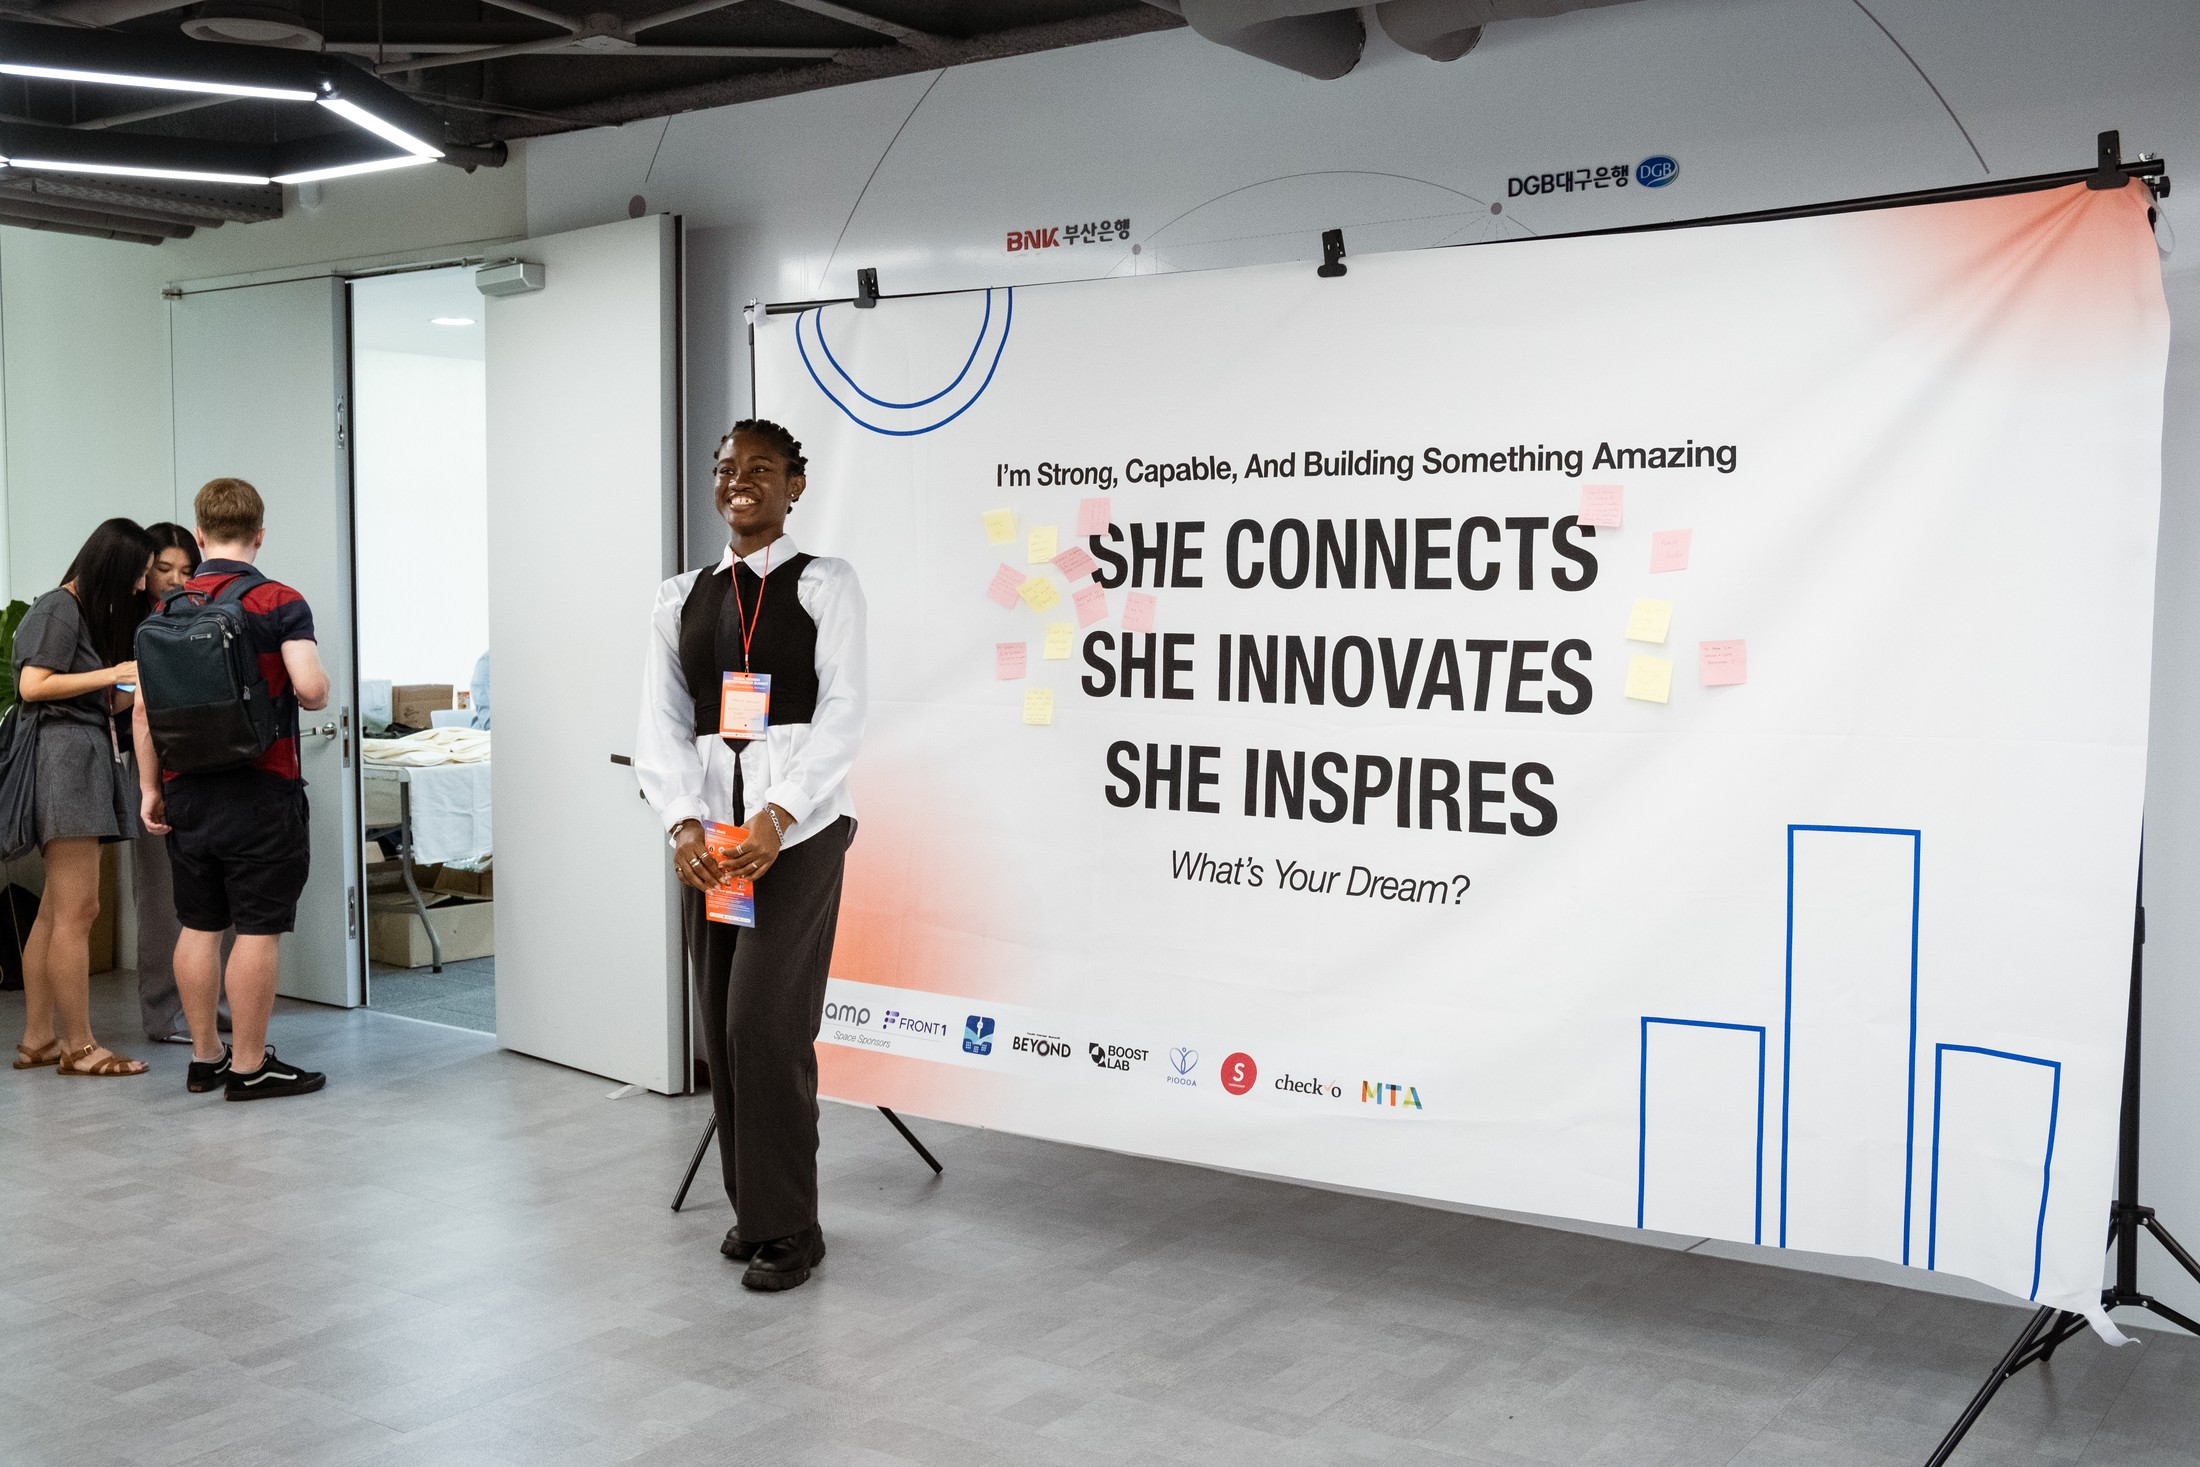 DGB대구은행 DGB
BNK 부산은행
I'm Strong, Capable, And Building Something Amazing
SHE CONNECTS
SHE INNOVATES
SHE INSPIRES
What's Your Dream?
amp FRONT1
Space Sponsors
BEYOND
BOOST
LAB
PIOOOA
S
check o
MTA